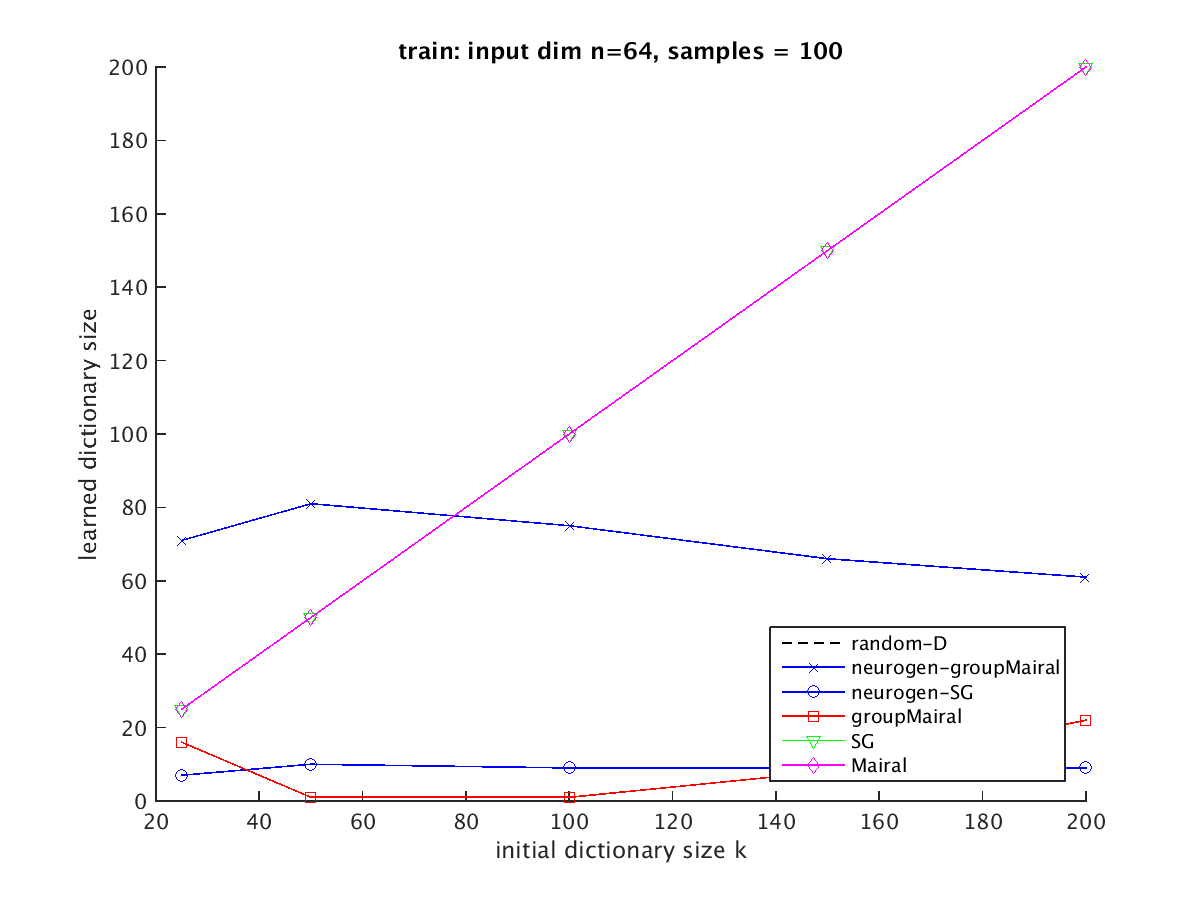 train: input dim n=64, samples = 100
learned dictionary size
200
180
160
140
120
100
80
60
40
20
0
20 40 60 80 100 120 140 160 180 200
initial dictionary size k
random-D
neurogen-groupMairal
neurogen-SG
groupMairal
SG
Mairal